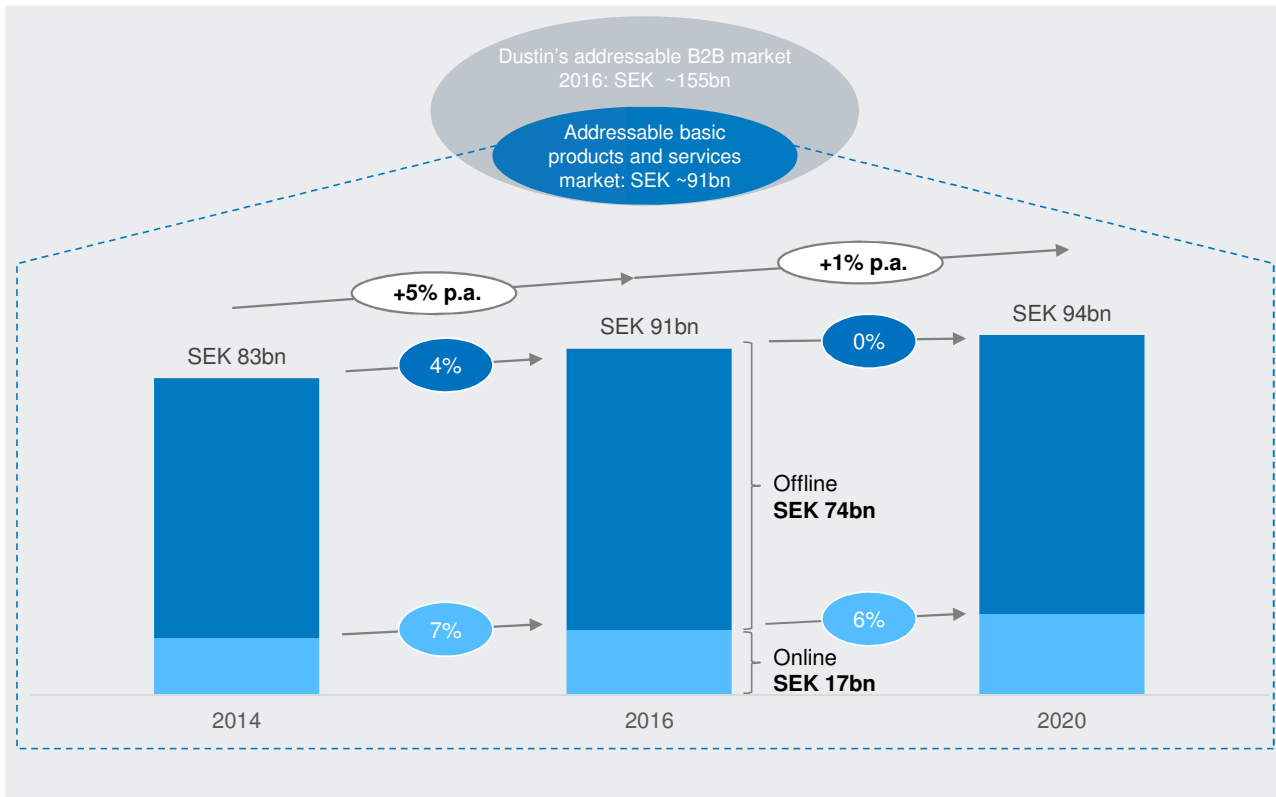 Dustin's addressable B2B market
2016: SEK ~155bn
Addressable basic
products and services
market: SEK ~91bn
+5% p.a.
+1% p.a.
SEK 83bn
4%
SEK 91bn
0%
SEK 94bn
Offline
SEK 74bn
7%
6%
Online
SEK 17bn
2014
2016
2020